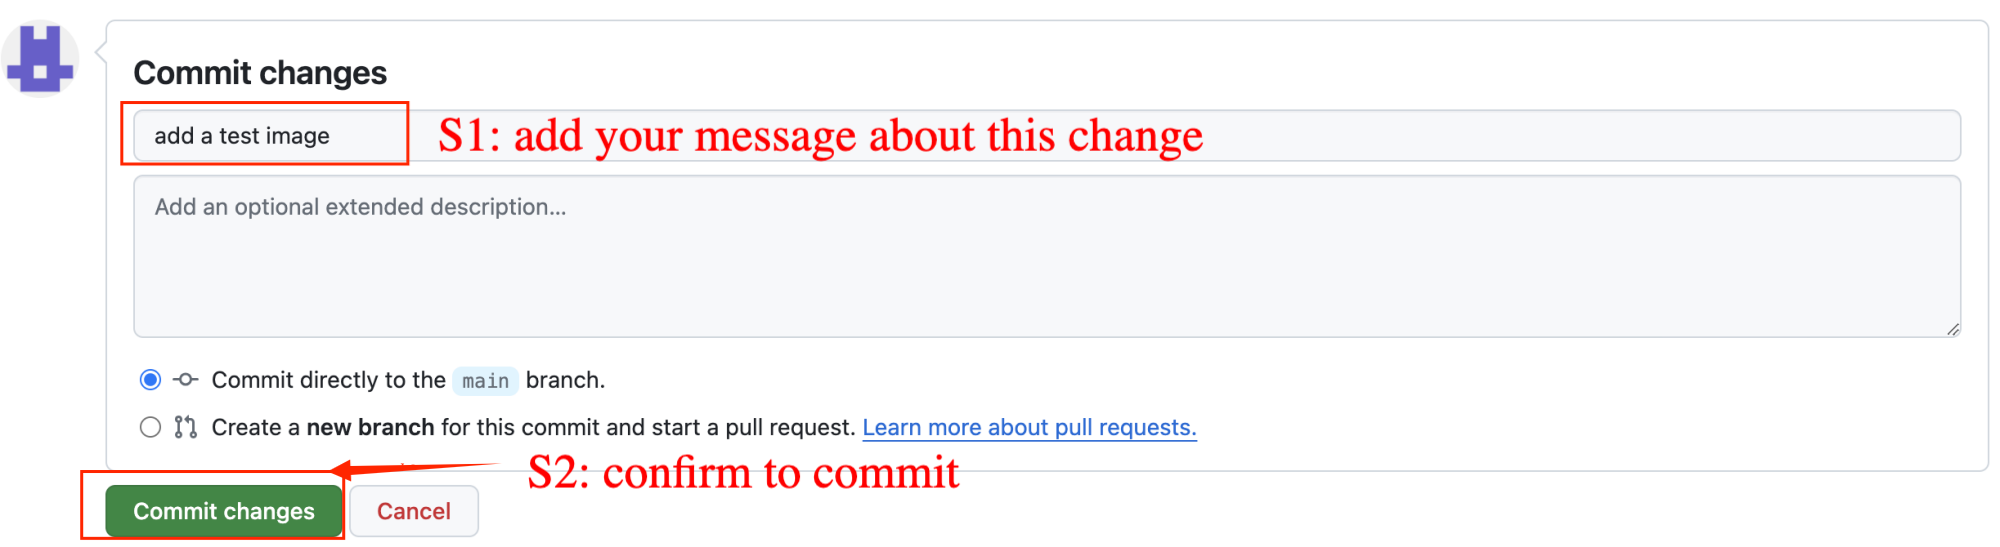 Commit changes
add a test image S1: add your message about this change
Add an optional extended description...
Commit directly to the main branch.
Create a new branch for this commit and start a pull request. Learn more about pull requests.
S2: confirm to commit
Commit changes Cancel